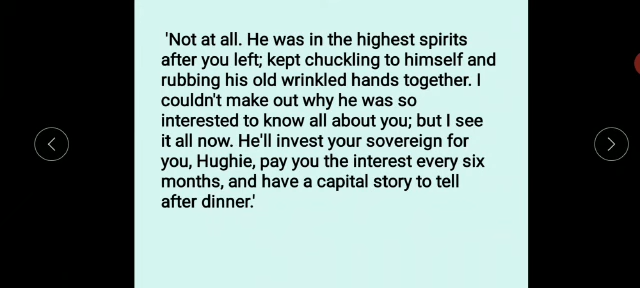 'Not at all. He was in the highest spirits
after you left; kept chuckling to himself and
rubbing his old wrinkled hands together. I
couldn't make out why he was so
interested to know all about you; but I see
it all now. He'll invest your sovereign for
you, Hughie, pay you the interest every six
months, and have a capital story to tell
after dinner.'